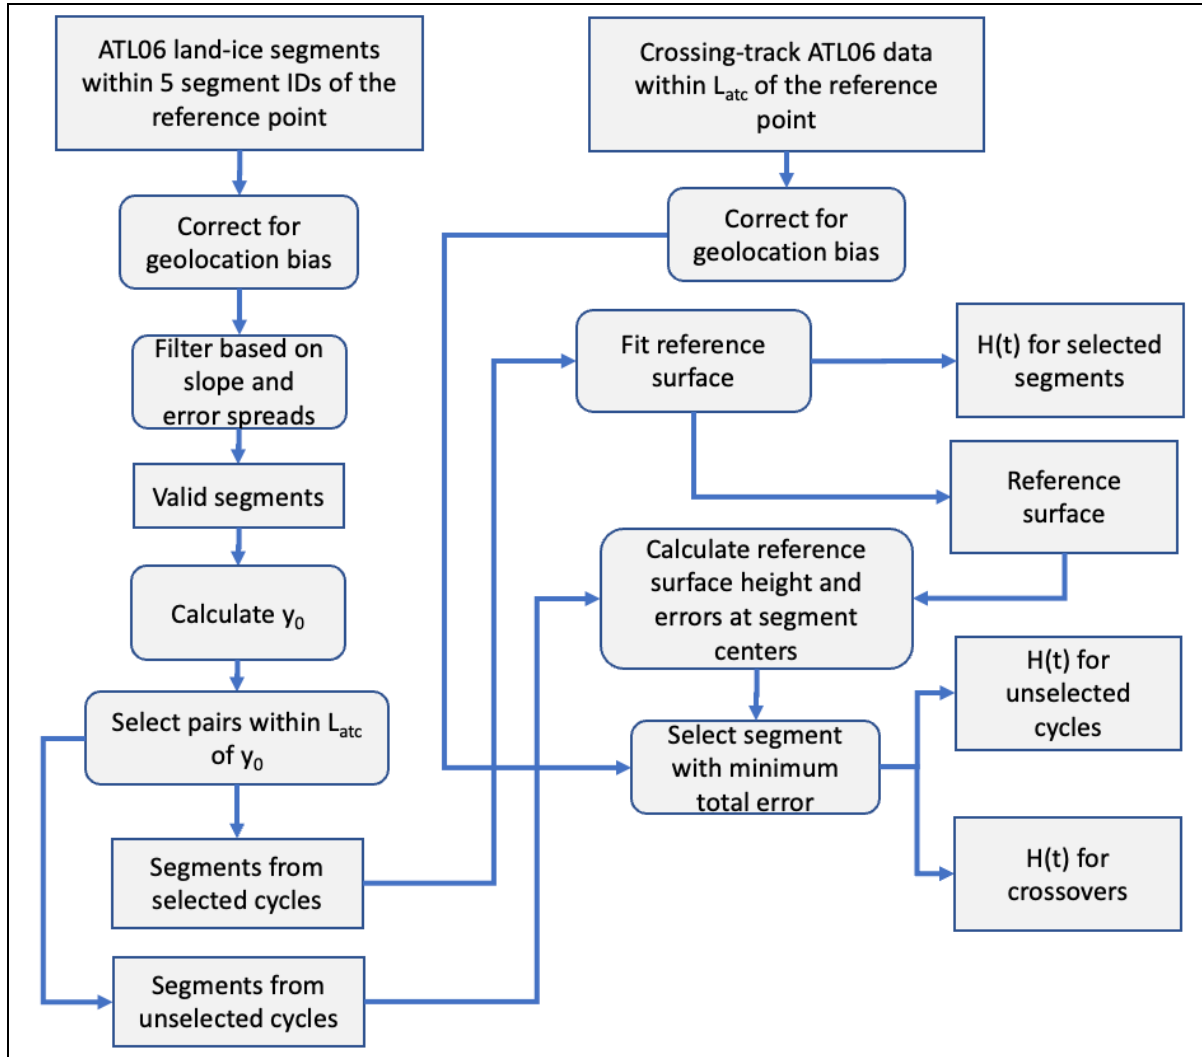 ATL06 land-ice segments
within 5 segment IDs of the
reference point
Correct for
geolocation bias
Filter based on
slope and
error spreads
Valid segments
Calculate y₀
Select pairs within Lₐₜc
of y₀
Segments from
selected cycles
Segments from
unselected cycles
Crossing-track ATL06 data
within Lₐₜc of the reference
point
Correct for
geolocation bias
Fit reference
surface
H(t) for selected
segments
Reference
surface
Calculate reference
surface height and
errors at segment
centers
Select segment
with minimum
total error
H(t) for
unselected
cycles
H(t) for
crossovers